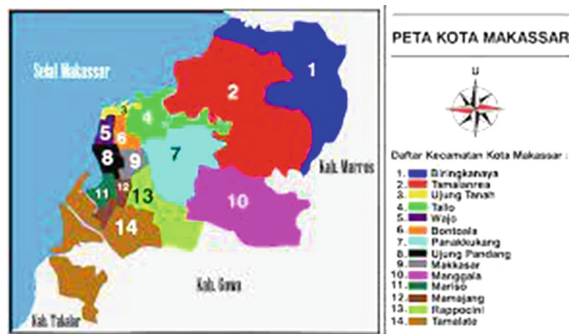 Selat Makassar
1
2
3
4
5
6
7
8
9
10
11
12
13
14
Kab. Marros
Kab. Gowa
Kab. Takalar
PETA KOTA MAKASSAR
U
Daftar Kecamatan Kota Makassar :
1. Biringkanaya
2. Tamalanrea
3. Ujung Tanah
4. Tallo
5. Wajo
6. Bontoala
7. Panakkukang
8. Ujung Pandang
9. Makkasar
10. Manggala
11. Mariso
12. Mamajang
13. Rappocini
14. Tamalate